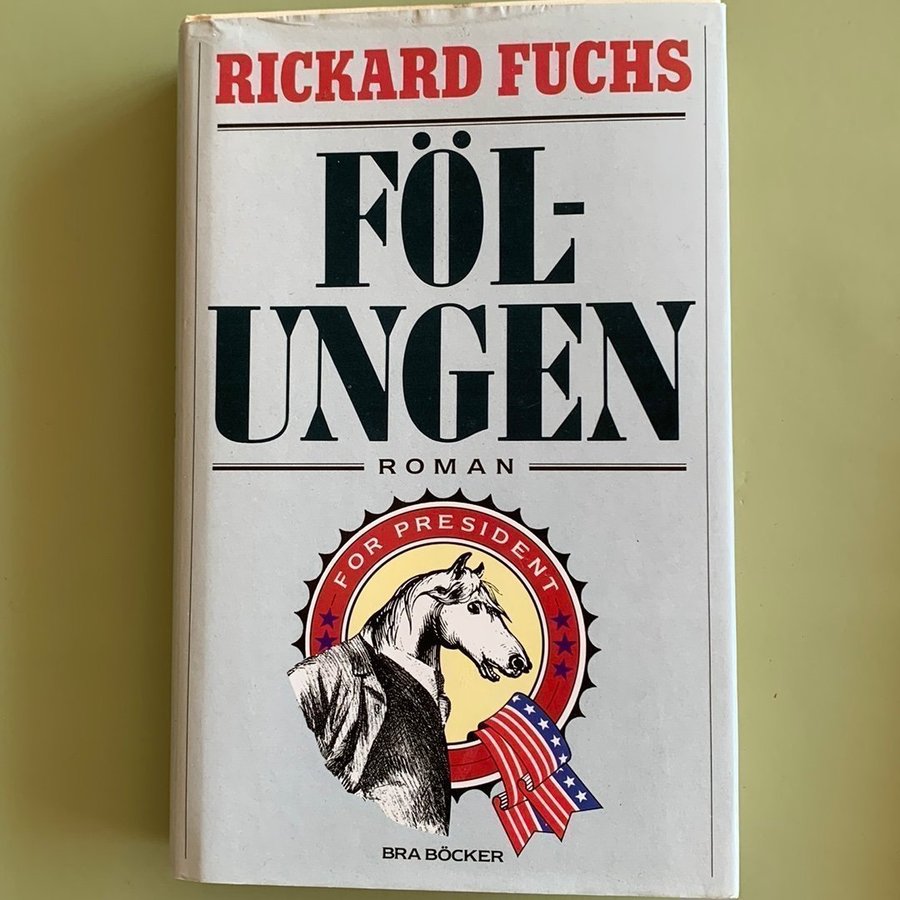 RICKARD FUCHS
FÖL-
UNGEN
ROMAN
FOR PRESIDENT
BRA BÖCKER